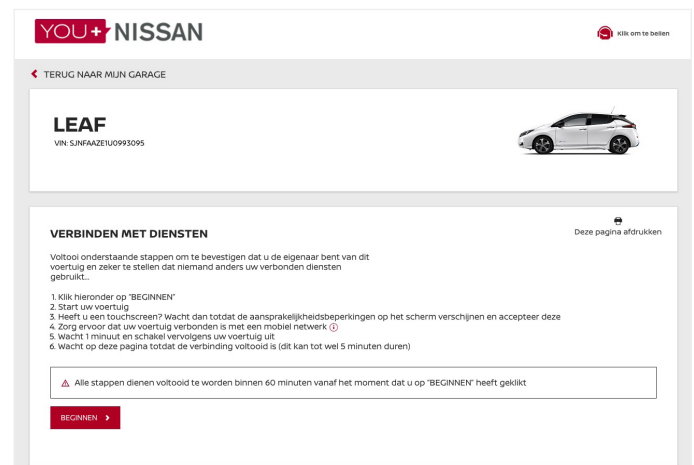 YOU+ NISSAN
Klik om te bellen
TERUG NAAR MIJN GARAGE
LEAF
VIN: SJNFAAZE1U0993095
VERBINDEN MET DIENSTEN
Deze pagina afdrukken
Voltooi onderstaande stappen om te bevestigen dat u de eigenaar bent van dit
voertuig en zeker te stellen dat niemand anders uw verbonden diensten
gebruikt...
1. Klik hieronder op "BEGINNEN"
2. Start uw voertuig
3. Heeft u een touchscreen? Wacht dan totdat de aansprakelijkheidsbeperkingen op het scherm verschijnen en accepteer deze
4. Zorg ervoor dat uw voertuig verbonden is met een mobiel netwerk
5. Wacht 1 minuut en schakel vervolgens uw voertuig uit
6. Wacht op deze pagina totdat de verbinding voltooid is (dit kan tot wel 5 minuten duren)
Alle stappen dienen voltooid te worden binnen 60 minuten vanaf het moment dat u op "BEGINNEN" heeft geklikt
BEGINNEN